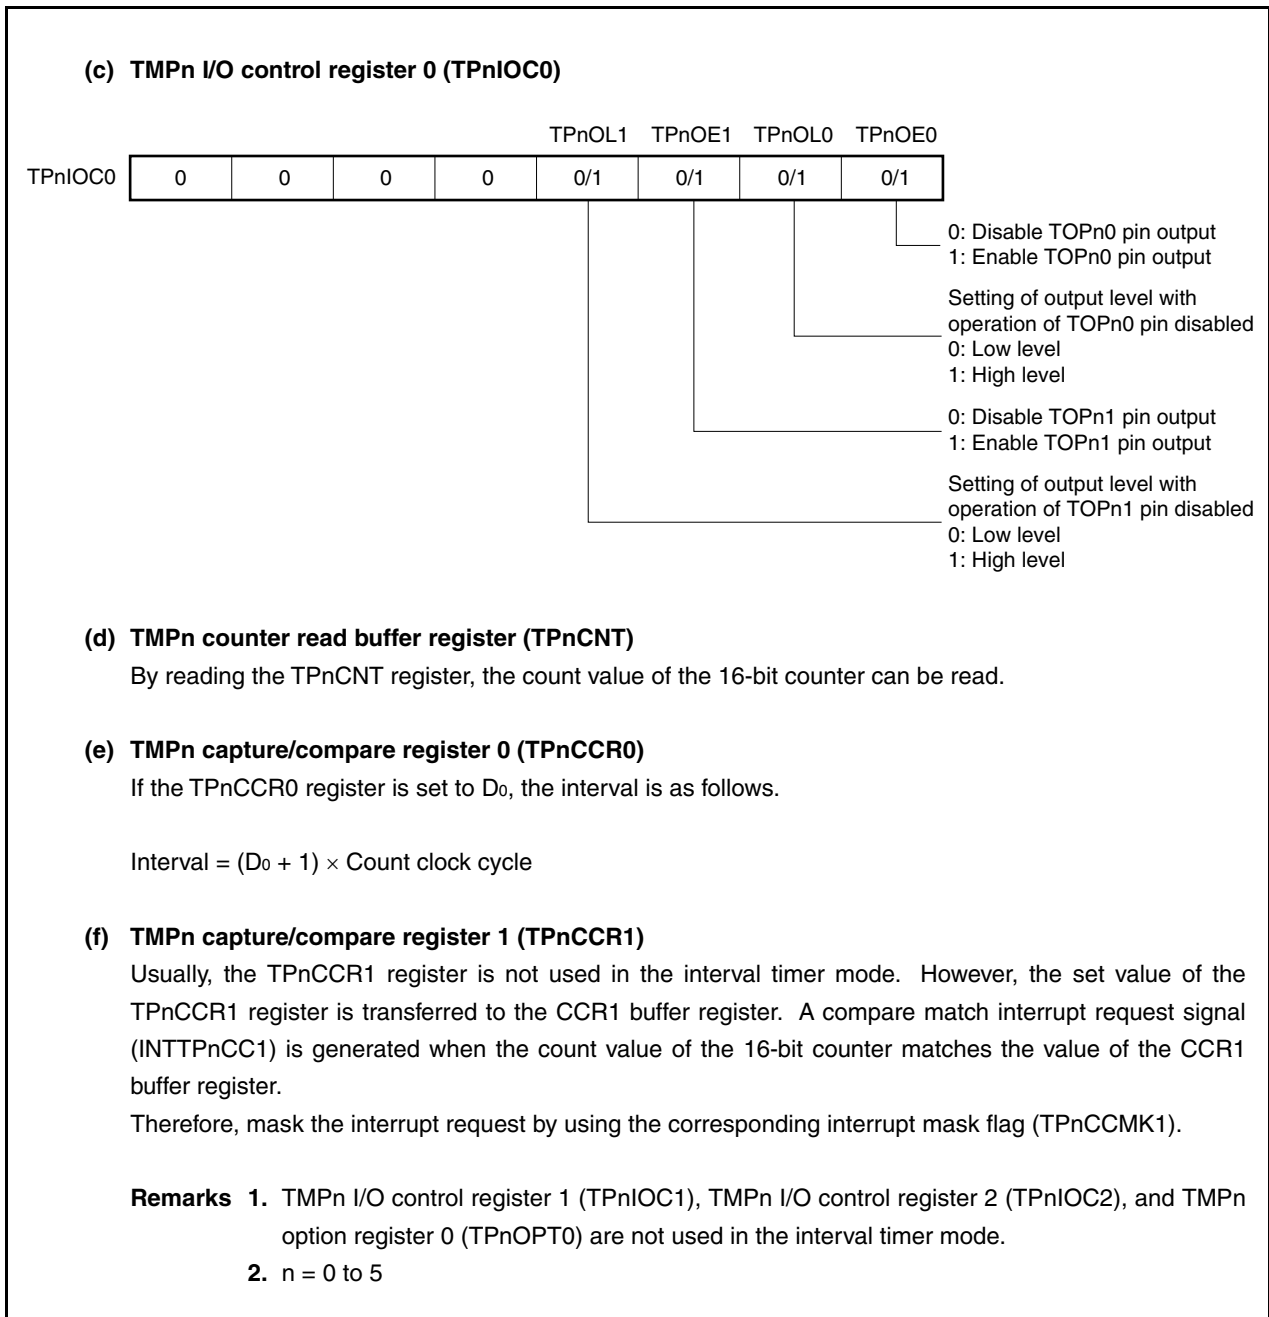 (c) TMPn I/O control register 0 (TPnIOC0)
TPnOL1 TPnOE1 TPnOL0 TPnOE0
TPnIOC0 0 0 0 0 0/1 0/1 0/1 0/1
0: Disable TOPn0 pin output
1: Enable TOPn0 pin output
Setting of output level with
operation of TOPn0 pin disabled
0: Low level
1: High level
0: Disable TOPn1 pin output
1: Enable TOPn1 pin output
Setting of output level with
operation of TOPn1 pin disabled
0: Low level
1: High level
(d) TMPn counter read buffer register (TPnCNT)
By reading the TPnCNT register, the count value of the 16-bit counter can be read.
(e) TMPn capture/compare register 0 (TPnCCR0)
If the TPnCCR0 register is set to D0, the interval is as follows.
Interval = (D0 + 1) × Count clock cycle
(f) TMPn capture/compare register 1 (TPnCCR1)
Usually, the TPnCCR1 register is not used in the interval timer mode. However, the set value of the
TPnCCR1 register is transferred to the CCR1 buffer register. A compare match interrupt request signal
(INTTPnCC1) is generated when the count value of the 16-bit counter matches the value of the CCR1
buffer register.
Therefore, mask the interrupt request by using the corresponding interrupt mask flag (TPnCCMK1).
Remarks 1. TMPn I/O control register 1 (TPnIOC1), TMPn I/O control register 2 (TPnIOC2), and TMPn
option register 0 (TPnOPT0) are not used in the interval timer mode.
2. n = 0 to 5